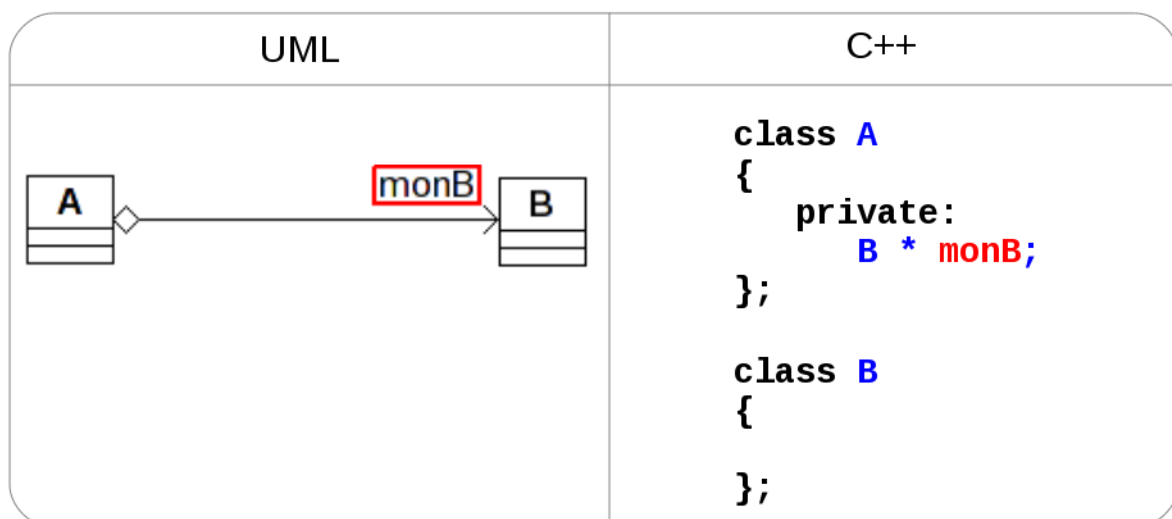 UML
C++
A
monB
B
class A
{
private:
B * monB;
};
class B
{
};